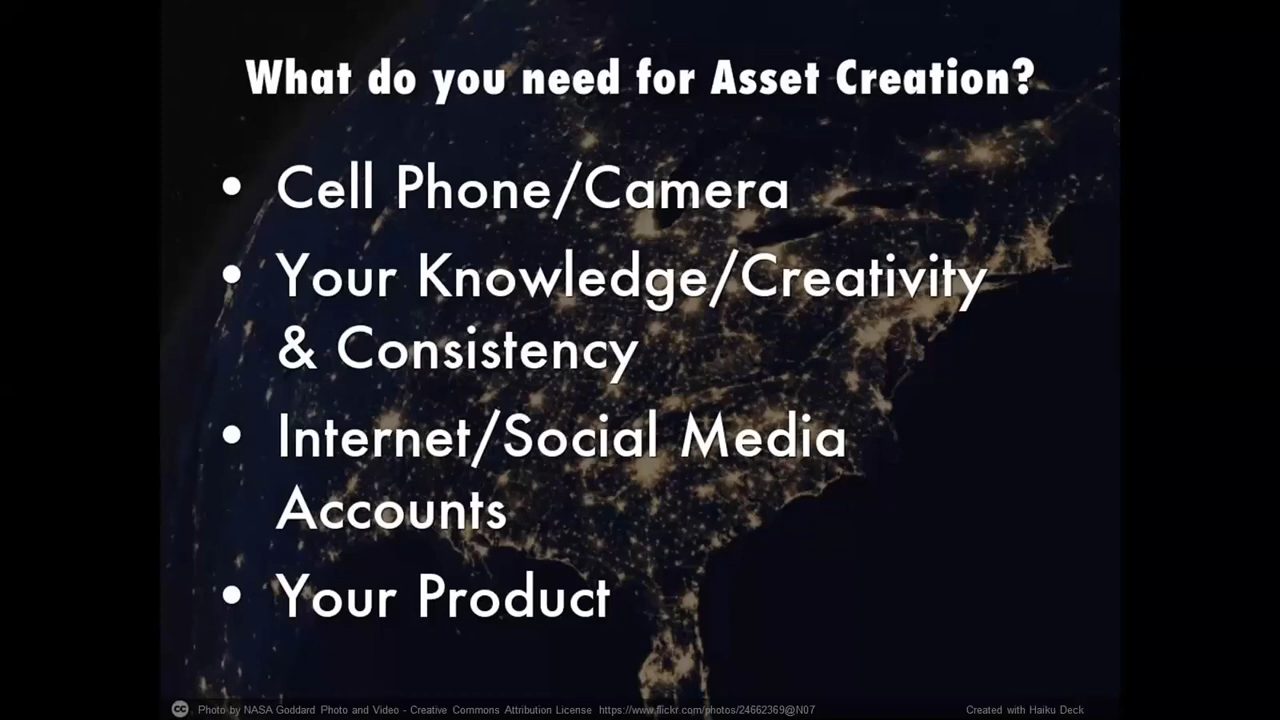 What do you need for Asset Creation?
• Cell Phone/Camera
• Your Knowledge/Creativity
& Consistency
• Internet/Social Media
Accounts
• Your Product
cc Photo by NASA Goddard Photo and Video - Creative Commons Attribution License https://www.flickr.com/photos/24662369@N07
Created with Haiku Deck